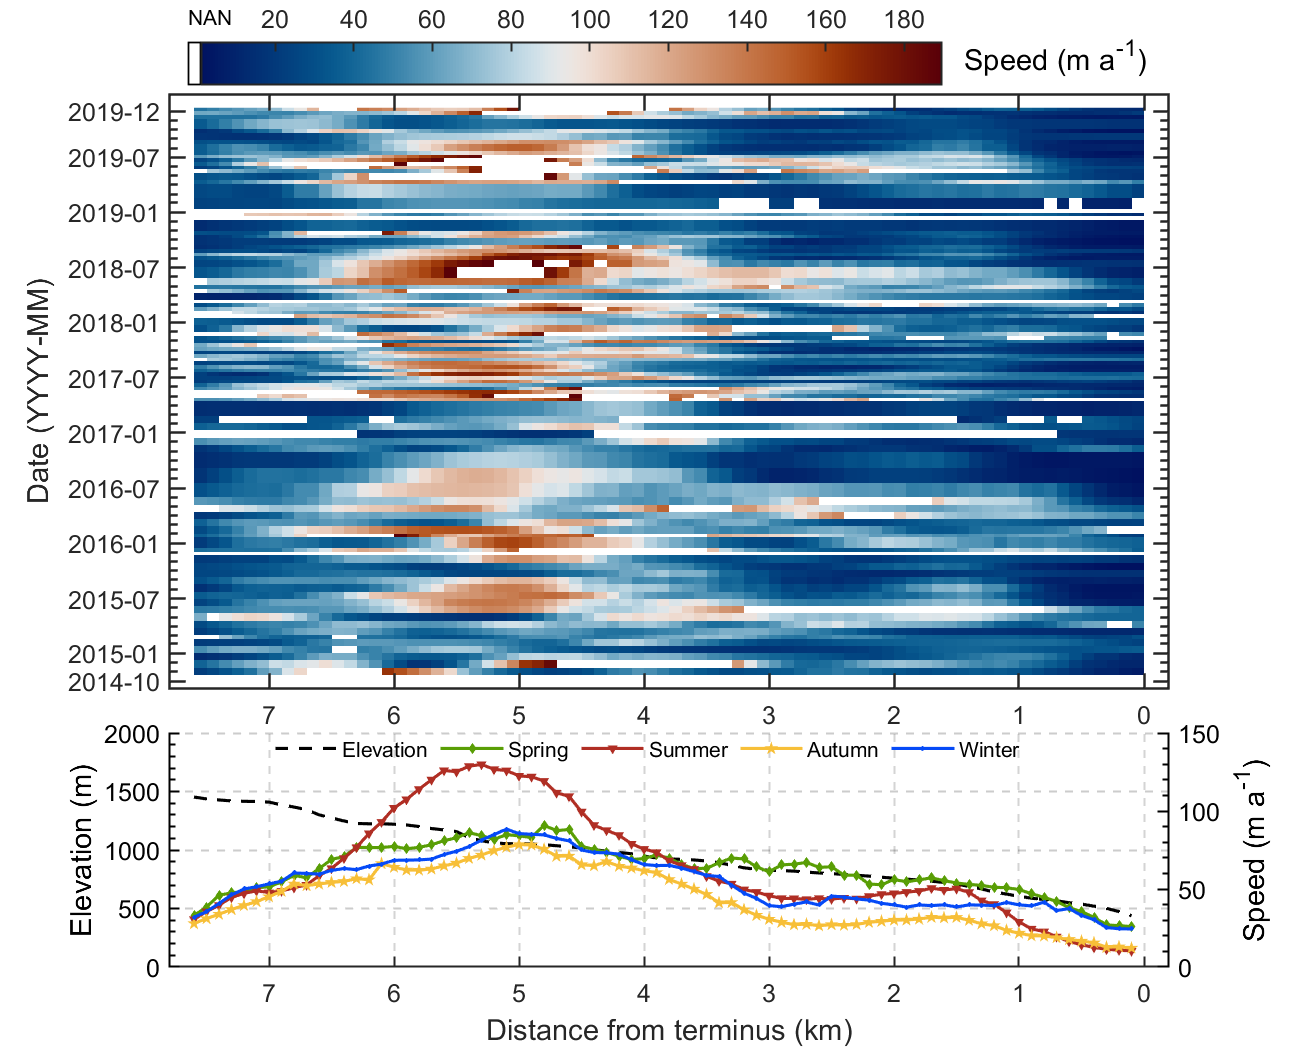 NAN 20 40 60 80 100 120 140 160 180
Speed (m a-1)
Date (YYYY-MM)
2019-12
2019-07
2019-01
2018-07
2018-01
2017-07
2017-01
2016-07
2016-01
2015-07
2015-01
2014-10
7 6 5 4 3 2 1 0
Elevation Spring Summer Autumn Winter
Elevation (m)
2000
1500
1000
500
0
150
100
50
0
Speed (m a-1)
7 6 5 4 3 2 1 0
Distance from terminus (km)